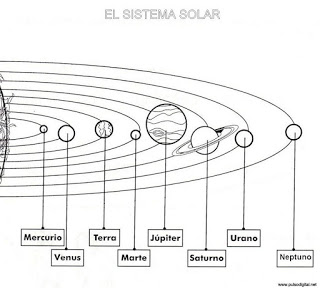 EL SISTEMA SOLAR
Mercurio
Venus
Terra
Marte
Júpiter
Saturno
Urano
Neptuno
www.pulsodigital.net